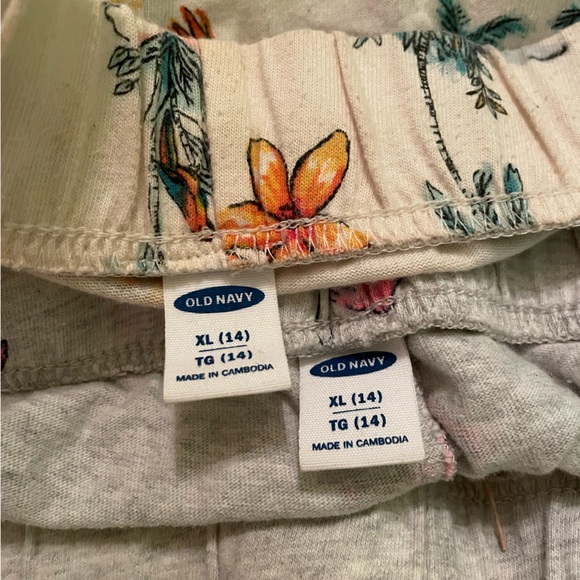 OLD NAVY
XL (14)
TG (14)
MADE IN CAMBODIA
OLD NAVY
XL (14)
TG (14)
MADE IN CAMBODIA